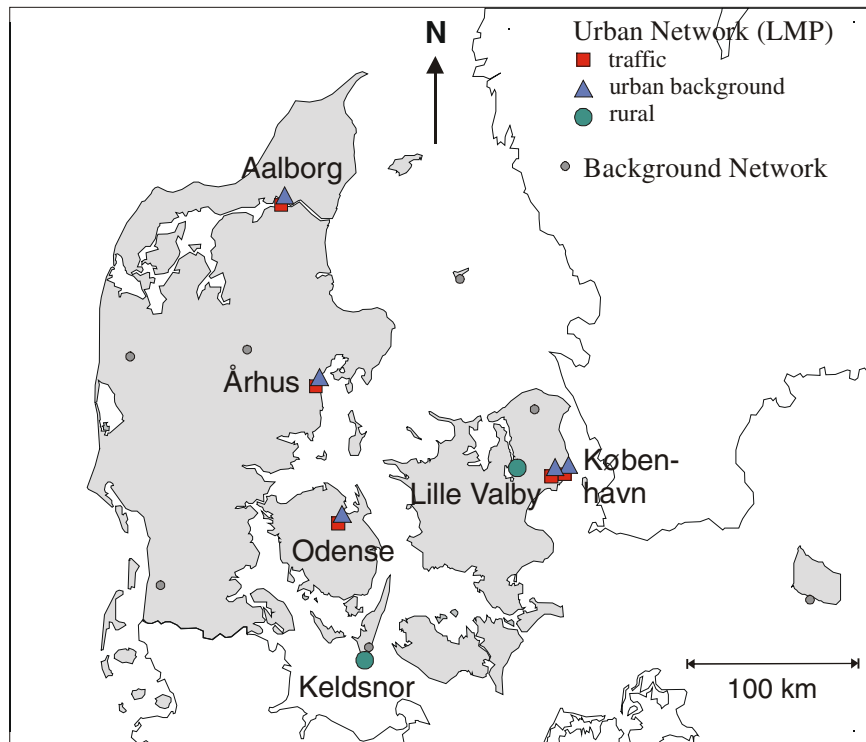 N
Urban Network (LMP)
traffic
urban background
rural
Background Network
Aalborg
Århus
Køben-
havn
Lille Valby
Odense
Keldsnor
100 km